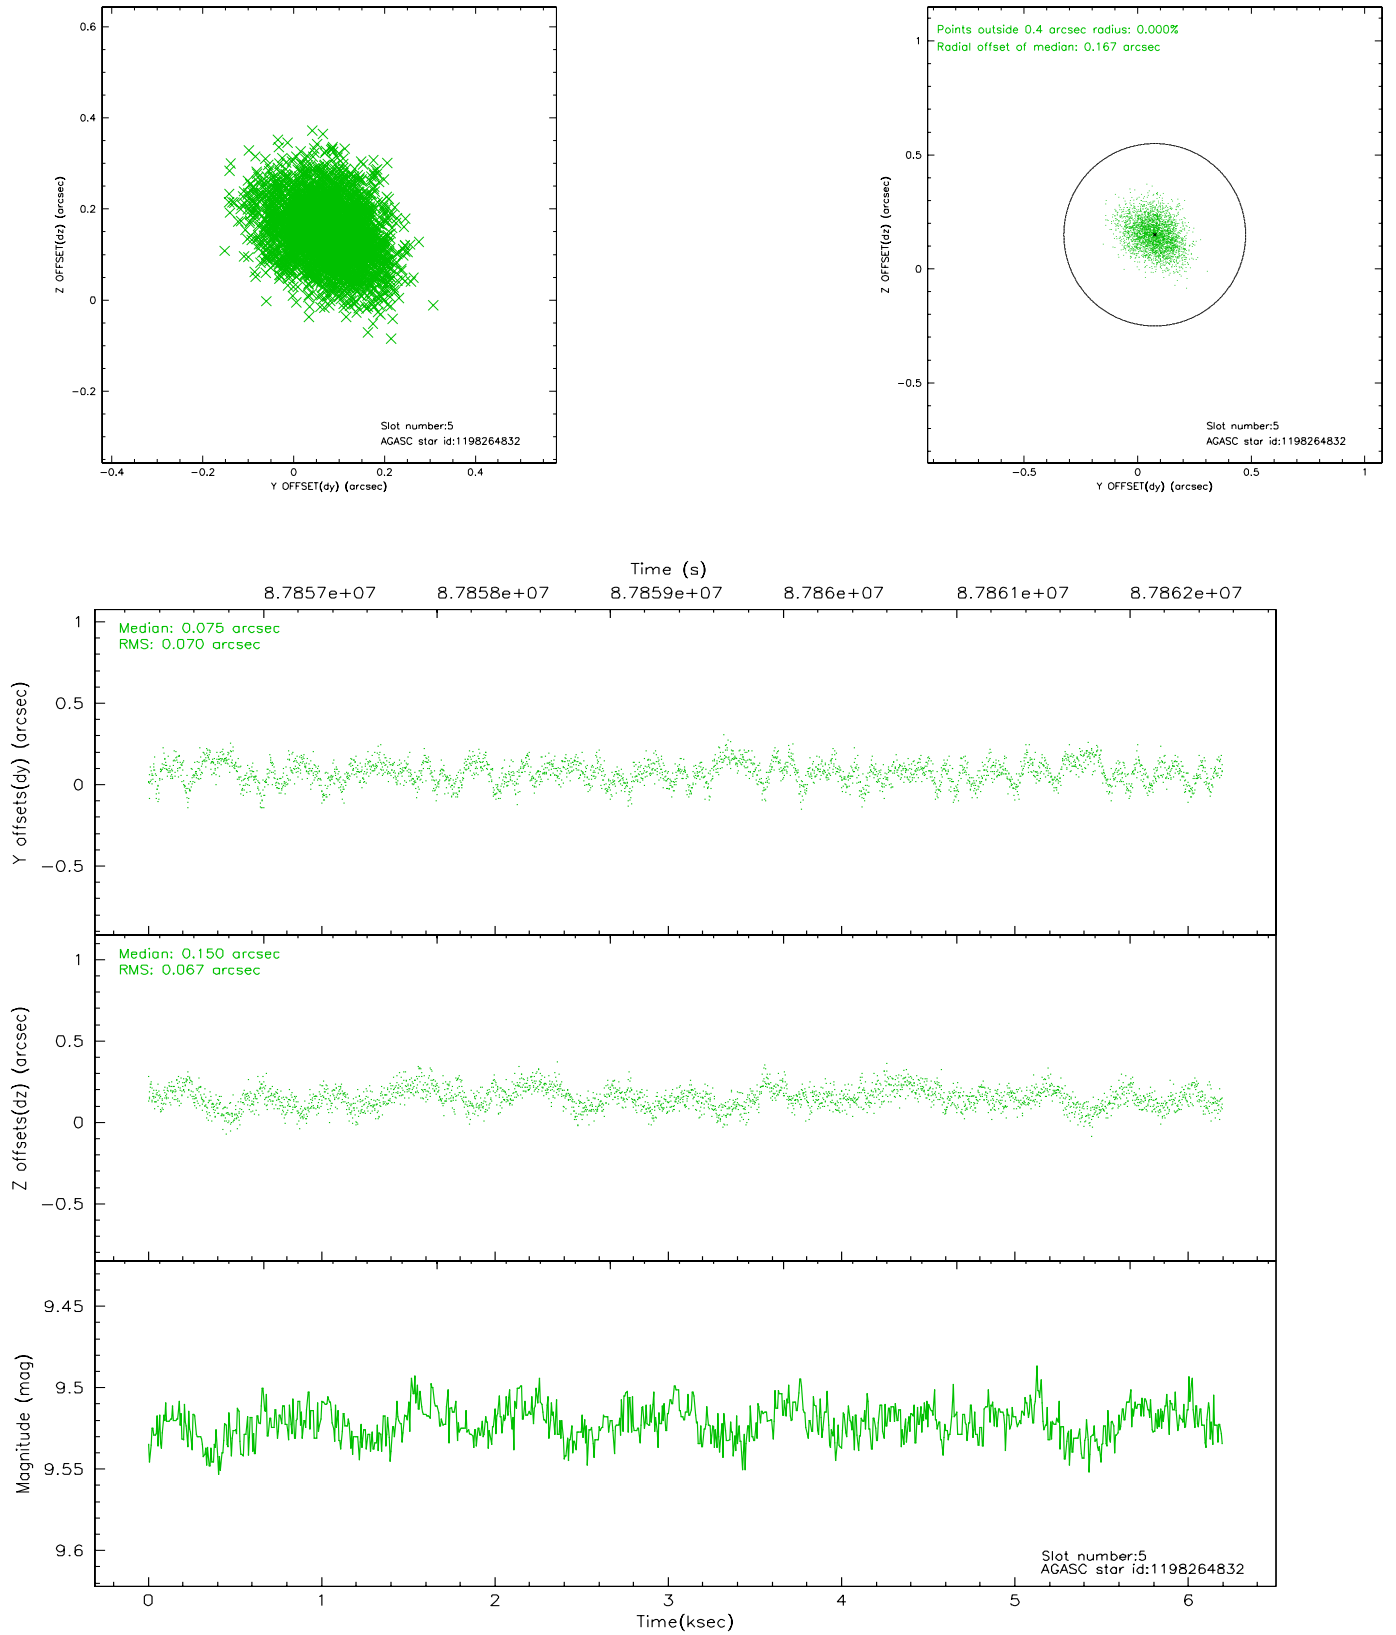 0.6
0.4
0.2
0
−0.2
Z OFFSET(dz) (arcsec)
Slot number:5
AGASC star id:1198264832
−0.4 −0.2 0 0.2 0.4
Y OFFSET(dy) (arcsec)
Points outside 0.4 arcsec radius: 0.000%
Radial offset of median: 0.167 arcsec
1
0.5
0
−0.5
Z OFFSET(dz) (arcsec)
Slot number:5
AGASC star id:1198264832
−0.5 0 0.5 1
Y OFFSET(dy) (arcsec)
Time (s)
8.7857e+07 8.7858e+07 8.7859e+07 8.786e+07 8.7861e+07 8.7862e+07
Median: 0.075 arcsec
RMS: 0.070 arcsec
1
0.5
0
−0.5
Y offsets(dy) (arcsec)
Median: 0.150 arcsec
RMS: 0.067 arcsec
1
0.5
0
−0.5
Z offsets(dz) (arcsec)
9.45
9.5
9.55
9.6
Magnitude (mag)
Slot number:5
AGASC star id:1198264832
0 1 2 3 4 5 6
Time(ksec)